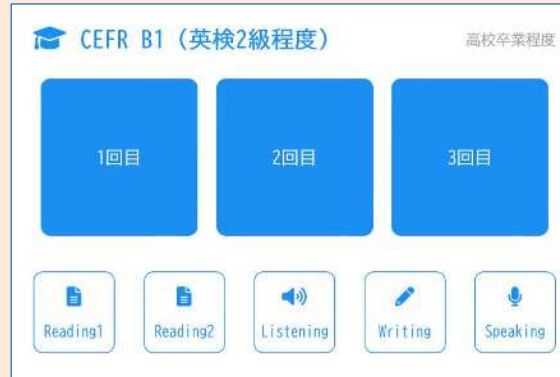 CEFR B1 (英検2級程度)
高校卒業程度
1回目
2回目
3回目
Reading1
Reading2
Listening
Writing
Speaking